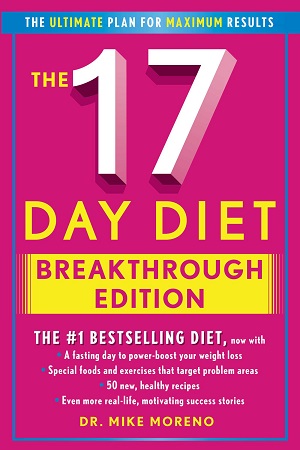 THE ULTIMATE PLAN FOR MAXIMUM RESULTS
THE 17
DAY DIET
BREAKTHROUGH
EDITION
THE #1 BESTSELLING DIET, now with
• A fasting day to power-boost your weight loss
• Special foods and exercises that target problem areas
• 50 new, healthy recipes
• Even more real-life, motivating success stories
DR. MIKE MORENO